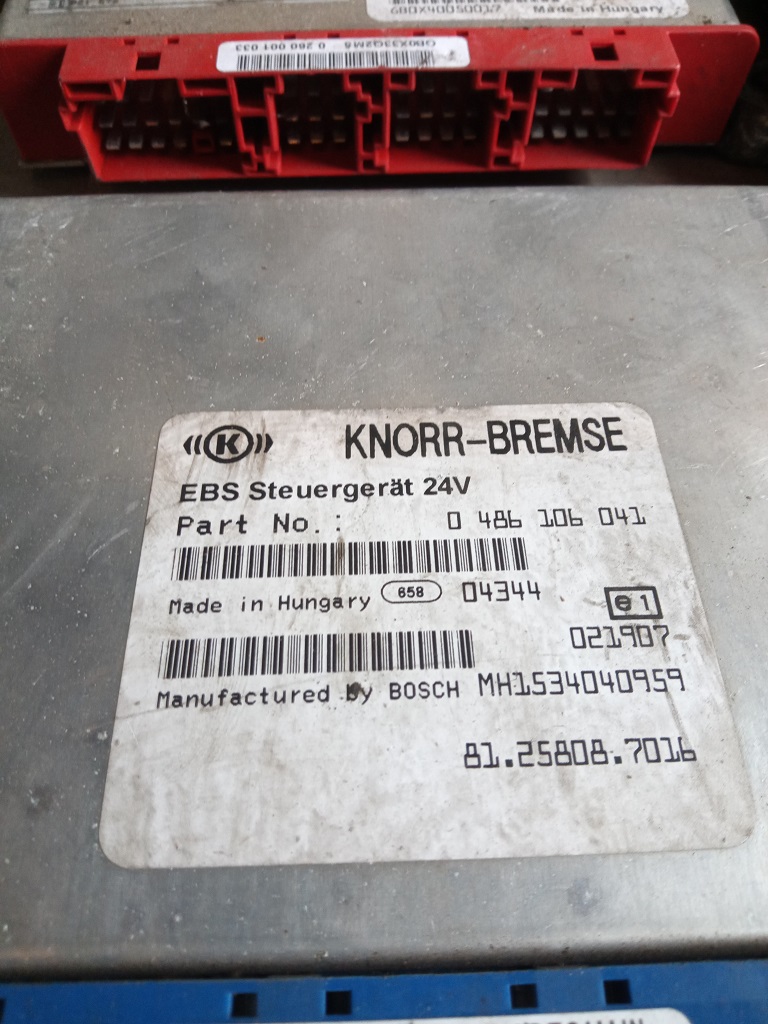 Made in Hungary
0 260 001 033
K KNORR-BREMSE
EBS Steuergerät 24V
Part No.: 0 486 106 041
Made in Hungary 658 04344 e1
021907
Manufactured by BOSCH MH1534040959
81.25808.7016